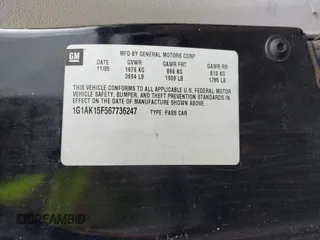 GM
MFD BY GENERAL MOTORS CORP
DATE GVWR GAWR FRT GAWR RR
11/05 1676 KG 866 KG 810 KG
3694 LB 1909 LB 1785 LB
THIS VEHICLE CONFORMS TO ALL APPLICABLE U.S. FEDERAL MOTOR
VEHICLE SAFETY, BUMPER, AND THEFT PREVENTION STANDARDS IN
EFFECT ON THE DATE OF MANUFACTURE SHOWN ABOVE.
1G1AK15F567736247 TYPE: PASS CAR
DREAMBID